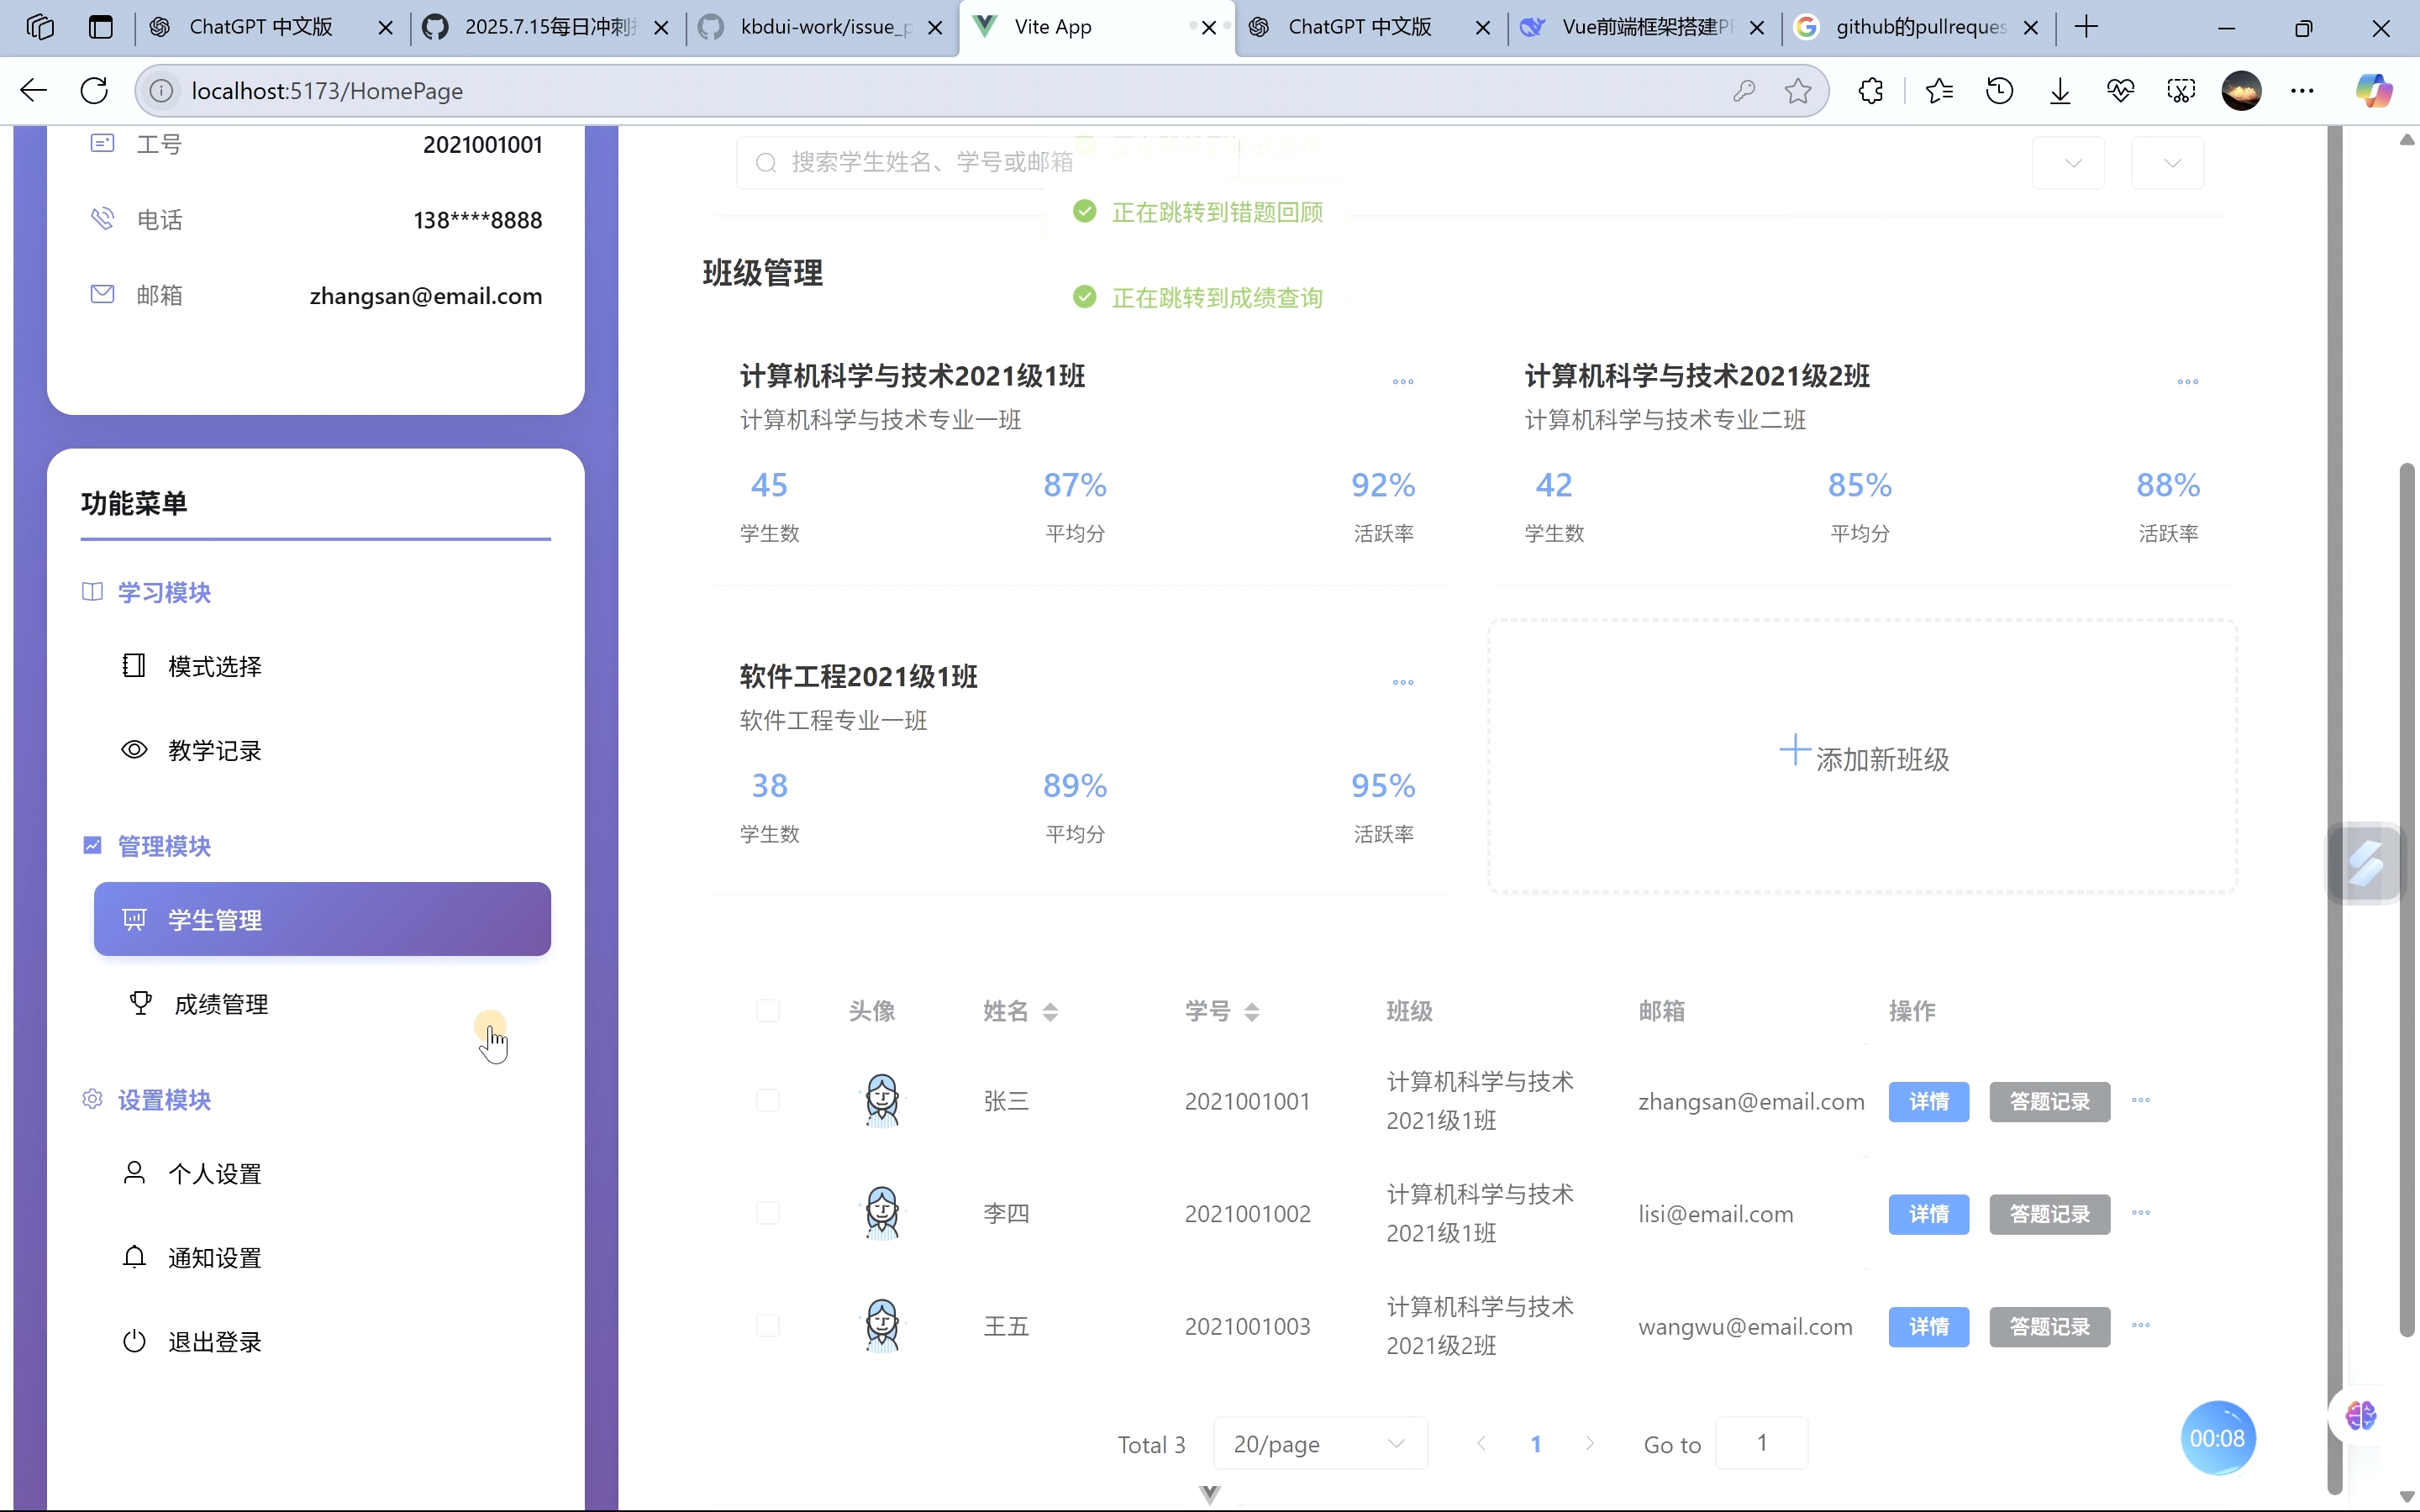 ChatGPT 中文版
2025.7.15每日冲刺
kbdui-work/issue_p
Vite App
ChatGPT 中文版
Vue前端框架搭建PI
github的pullreques
localhost:5173/HomePage
工号 2021001001
电话 138****8888
邮箱 zhangsan@email.com
功能菜单
学习模块
模式选择
教学记录
管理模块
学生管理
成绩管理
设置模块
个人设置
通知设置
退出登录
搜索学生姓名、学号或邮箱
正在跳转到错题回顾
正在跳转到成绩查询
班级管理
计算机科学与技术2021级1班
计算机科学与技术专业一班
45 87% 92%
学生数 平均分 活跃率
计算机科学与技术2021级2班
计算机科学与技术专业二班
42 85% 88%
学生数 平均分 活跃率
软件工程2021级1班
软件工程专业一班
38 89% 95%
学生数 平均分 活跃率
添加新班级
头像 姓名 学号 班级 邮箱 操作
张三 2021001001 计算机科学与技术 zhangsan@email.com 详情 答题记录
2021级1班
李四 2021001002 计算机科学与技术 lisi@email.com 详情 答题记录
2021级1班
王五 2021001003 计算机科学与技术 wangwu@email.com 详情 答题记录
2021级2班
Total 3 20/page 1 Go to 1
00:08